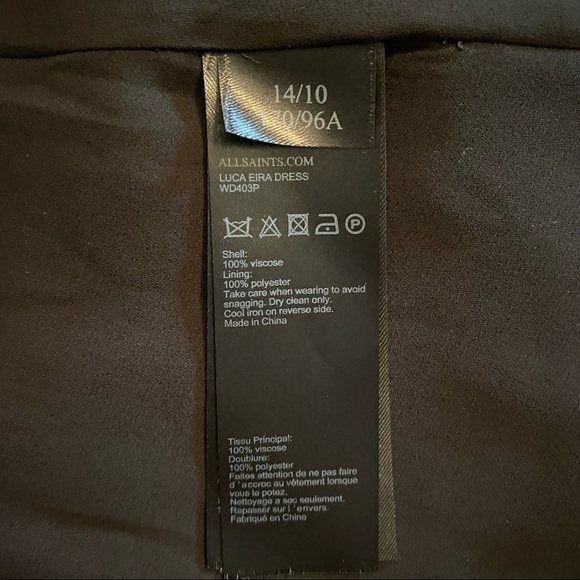 14/10
70/96A
ALLSAINTS.COM
LUCA EIRA DRESS
WD403P
P
Shell:
100% viscose
Lining:
100% polyester
Take care when wearing to avoid
snagging. Dry clean only.
Cool iron on reverse side.
Made in China
Tissu Principal:
100% viscose
Doublure:
100% polyester
Faites attention de ne pas faire
d'accroc au vêtement lorsque
vous le potez.
Nettoyage a sec seulement.
Repasser sur l'envers.
Fabriqué en Chine